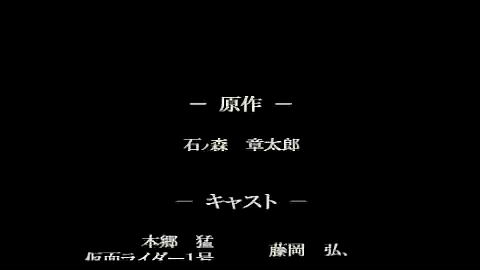 ― 原作 ―
石ノ森 章太郎
― キャスト ―
本郷 猛
仮面ライダー1号
藤岡 弘、